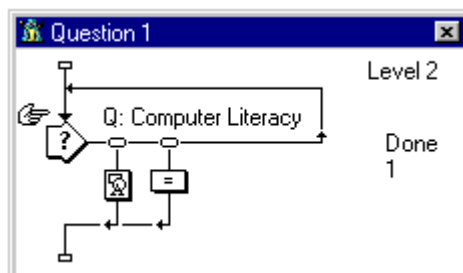 Question 1
Level 2
Q: Computer Literacy
?
Done
1
=